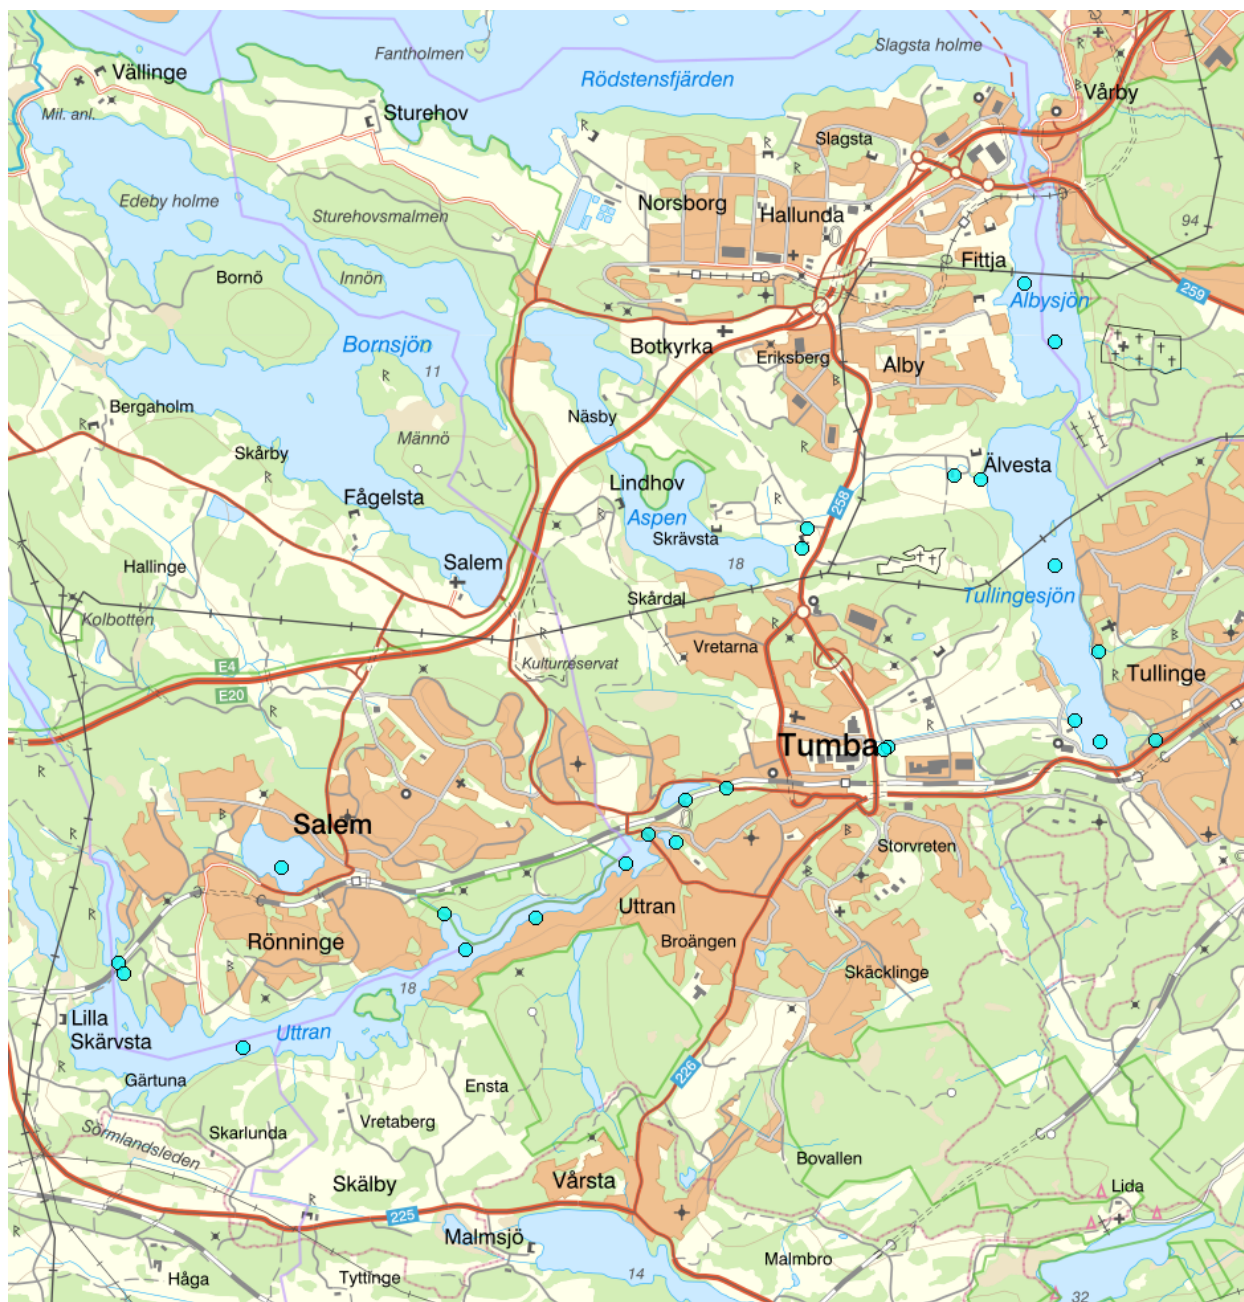 Fantholmen
Slagsta holme
Vällinge
Rödstensfjärden
Vårby
Mil. anl.
Sturehov
Slagsta
Edeby holme
Sturehovsmalmen
Norsborg
Hallunda
94
Bornö
Innön
Fittja
Albysjön
259
Bornsjön
Botkyrka
Eriksberg
Alby
11
Bergaholm
Näsby
Männö
Skårby
Älvesta
Lindhov
Fågelsta
Aspen
258
Skrävsta
Salem
18
Hallinge
Tullingesjön
Skårdal
Kolbotten
Vretarna
E4
Kulturreservat
Tullinge
E20
Tumba
Salem
Storvreten
Uttran
Rönninge
Broängen
Skäcklinge
18
Lilla
Skärvsta
Uttran
226
Gärtuna
Ensta
Vretaberg
Skarlunda
Sörmlandsleden
Bovallen
Skälby
Vårsta
Lida
225
Malmsjö
Malmbro
Håga
Tyttinge
14
32